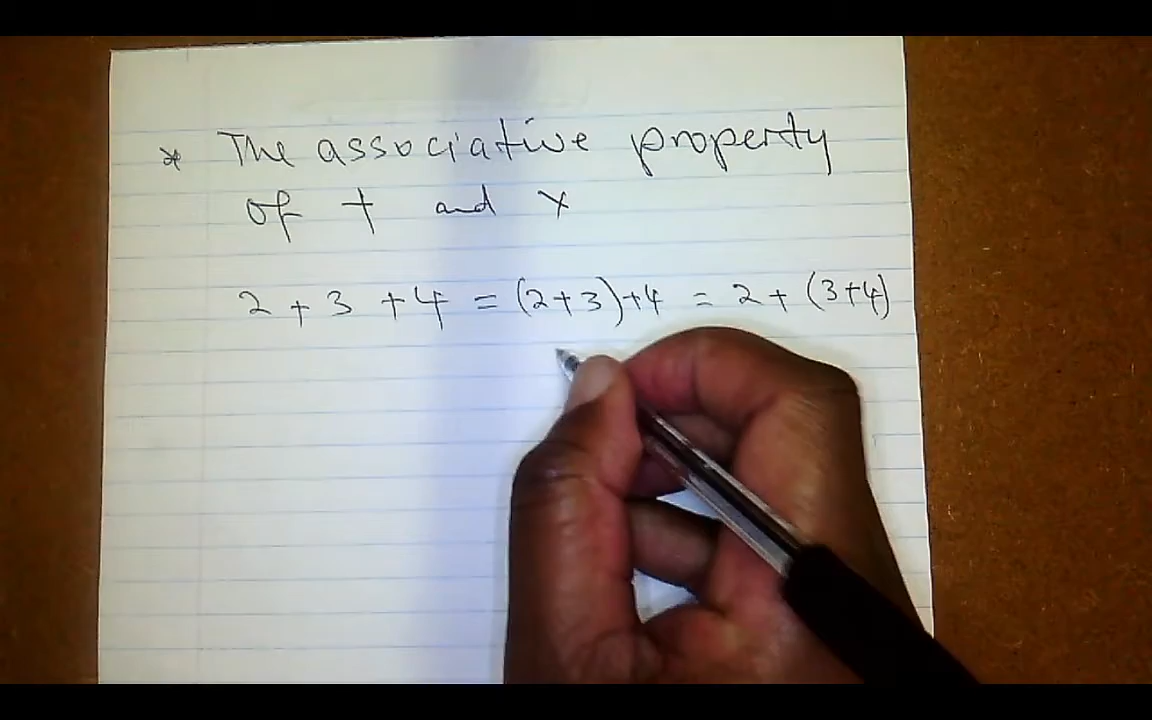 * The associative property
of + and ×
2 + 3 + 4 = (2+3)+4 = 2 + (3+4)